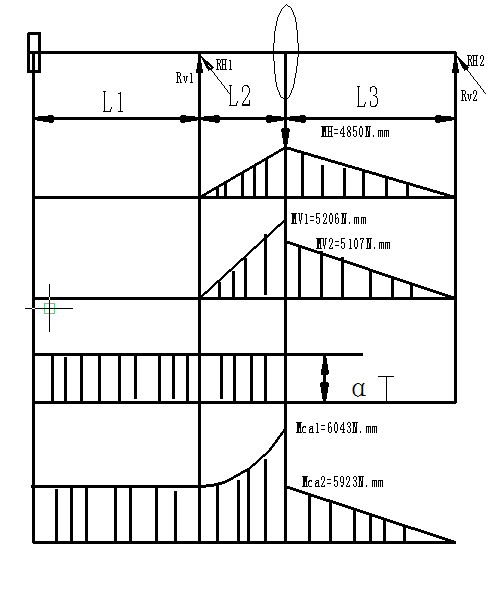 RH1
RH2
Rv1
Rv2
L1
L2
L3
MH=4850N.mm
MV1=5206N.mm
MV2=5107N.mm
α T
Mca1=6043N.mm
Mca2=5923N.mm